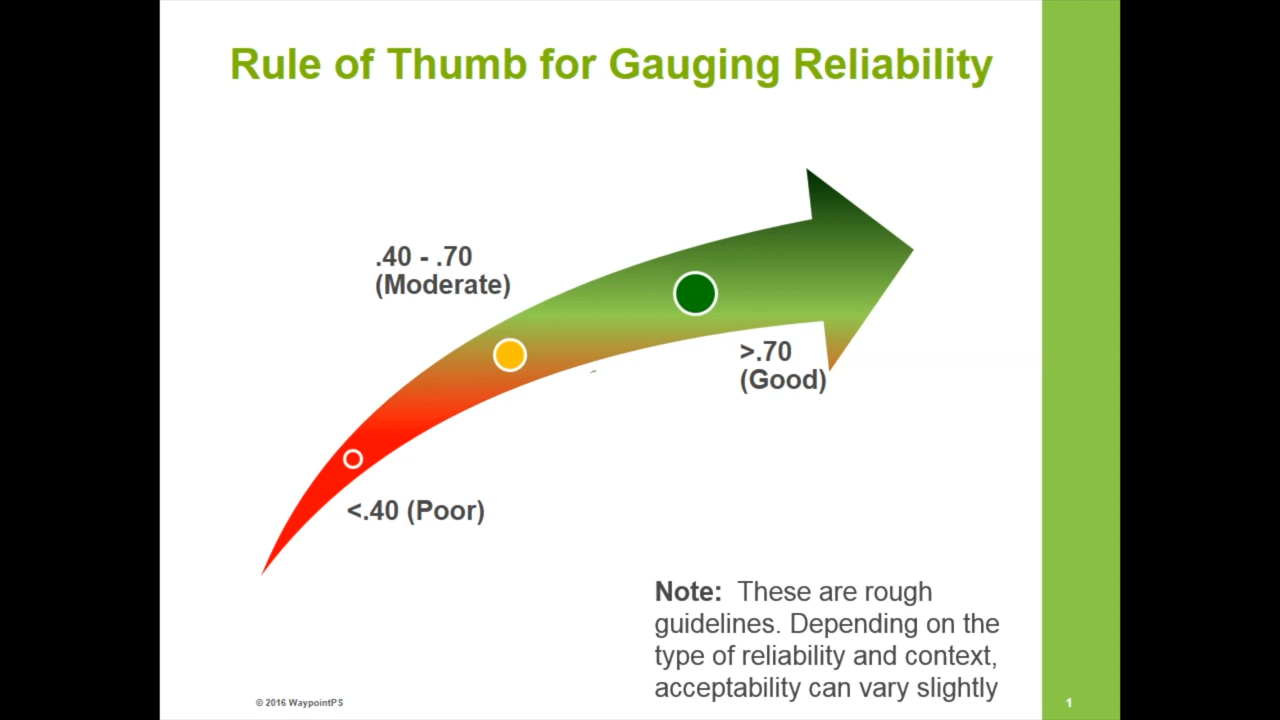 Rule of Thumb for Gauging Reliability
.40 - .70
(Moderate)
>.70
(Good)
<.40 (Poor)
Note:  These are rough
guidelines. Depending on the
type of reliability and context,
acceptability can vary slightly
© 2016 WaypointPS
1